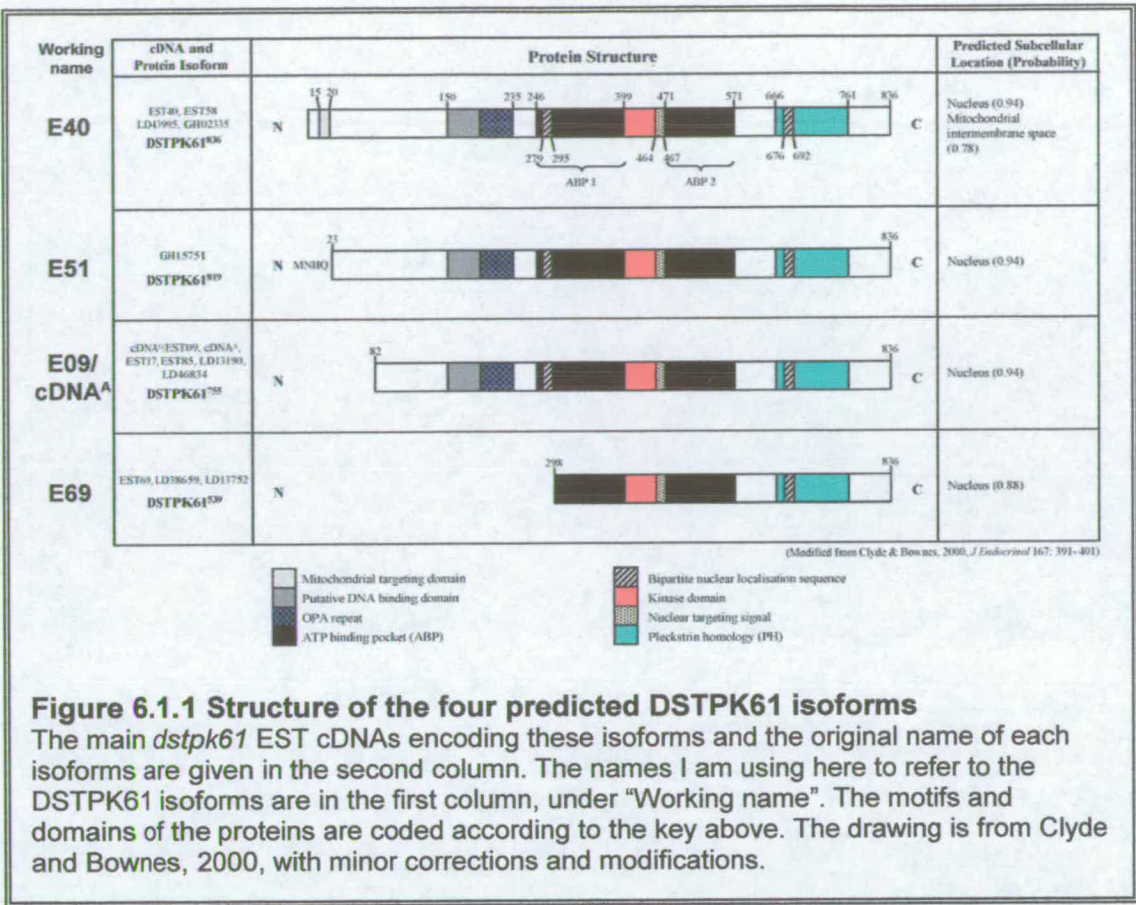 Working name
cDNA and Protein Isoform
Protein Structure
Predicted Subcellular Location (Probability)
E40
EST40, EST58
LD43995, GH02335
DSTPK61⁸³⁶
N
15 20 150 235 246 399 471 571 666 761 836
279 295 464 467 676 692
ABP 1 ABP 2
C
Nucleus (0.94)
Mitochondrial
intermembrane space
(0.78)
E51
GH15751
DSTPK61⁸¹⁹
N MNHQ
23 836
C
Nucleus (0.94)
E09/
cDNAᴬ
EST17, EST85, LD13190,
LD46834
DSTPK61⁷⁵⁵
N
82 836
C
Nucleus (0.94)
E69
EST69, LD38659, LD13752
DSTPK61⁵³⁹
N
298 836
C
Nucleus (0.88)
(Modified from Clyde & Bownes, 2000, J Endocrinol 167: 391-401)
Mitochondrial targeting domain
Putative DNA binding domain
OPA repeat
ATP binding pocket (ABP)
Bipartite nuclear localisation sequence
Kinase domain
Nuclear targeting signal
Pleckstrin homology (PH)
Figure 6.1.1 Structure of the four predicted DSTPK61 isoforms
The main dstpk61 EST cDNAs encoding these isoforms and the original name of each
isoforms are given in the second column. The names I am using here to refer to the
DSTPK61 isoforms are in the first column, under “Working name”. The motifs and
domains of the proteins are coded according to the key above. The drawing is from Clyde
and Bownes, 2000, with minor corrections and modifications.